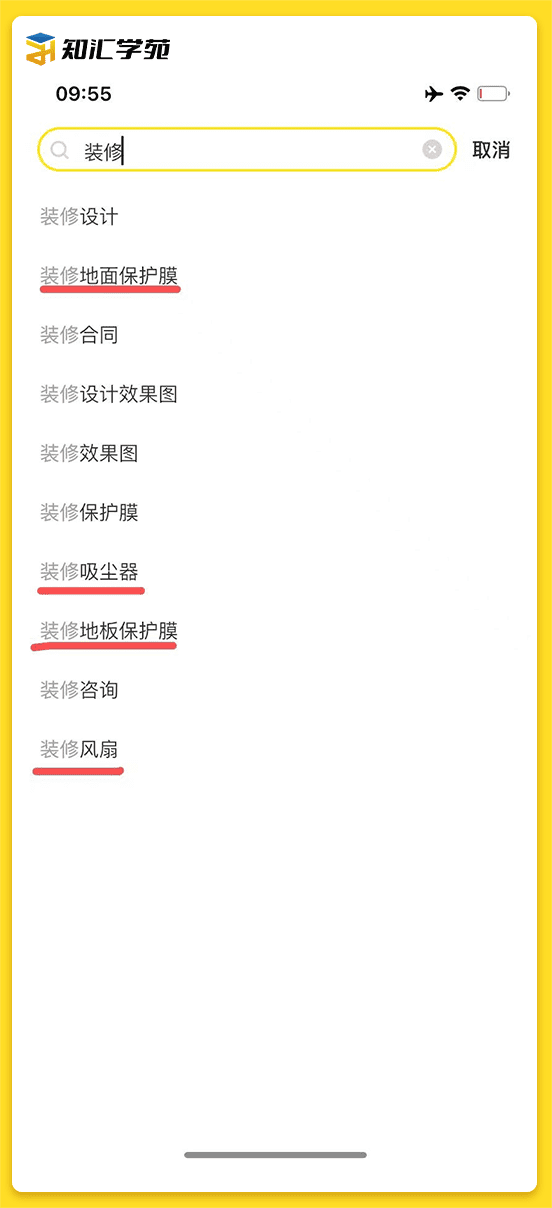 知汇学苑
09:55
装修
取消
装修设计
装修地面保护膜
装修合同
装修设计效果图
装修效果图
装修保护膜
装修吸尘器
装修地板保护膜
装修咨询
装修风扇